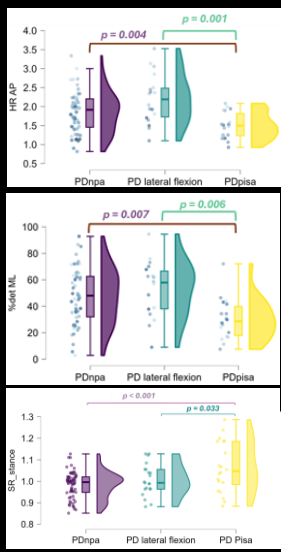 p = 0.001
p = 0.004
4.0
3.5
3.0
2.5
2.0
1.5
1.0
0.5
HR AP
PDnpa PD lateral flexion PDpisa
p = 0.006
p = 0.007
100
80
60
40
20
0
%det ML
PDnpa PD lateral flexion PDpisa
p < 0.001
p = 0.033
1.3
1.2
1.1
1.0
0.9
0.8
SR_stance
PDnpa PD lateral flexion PD Pisa